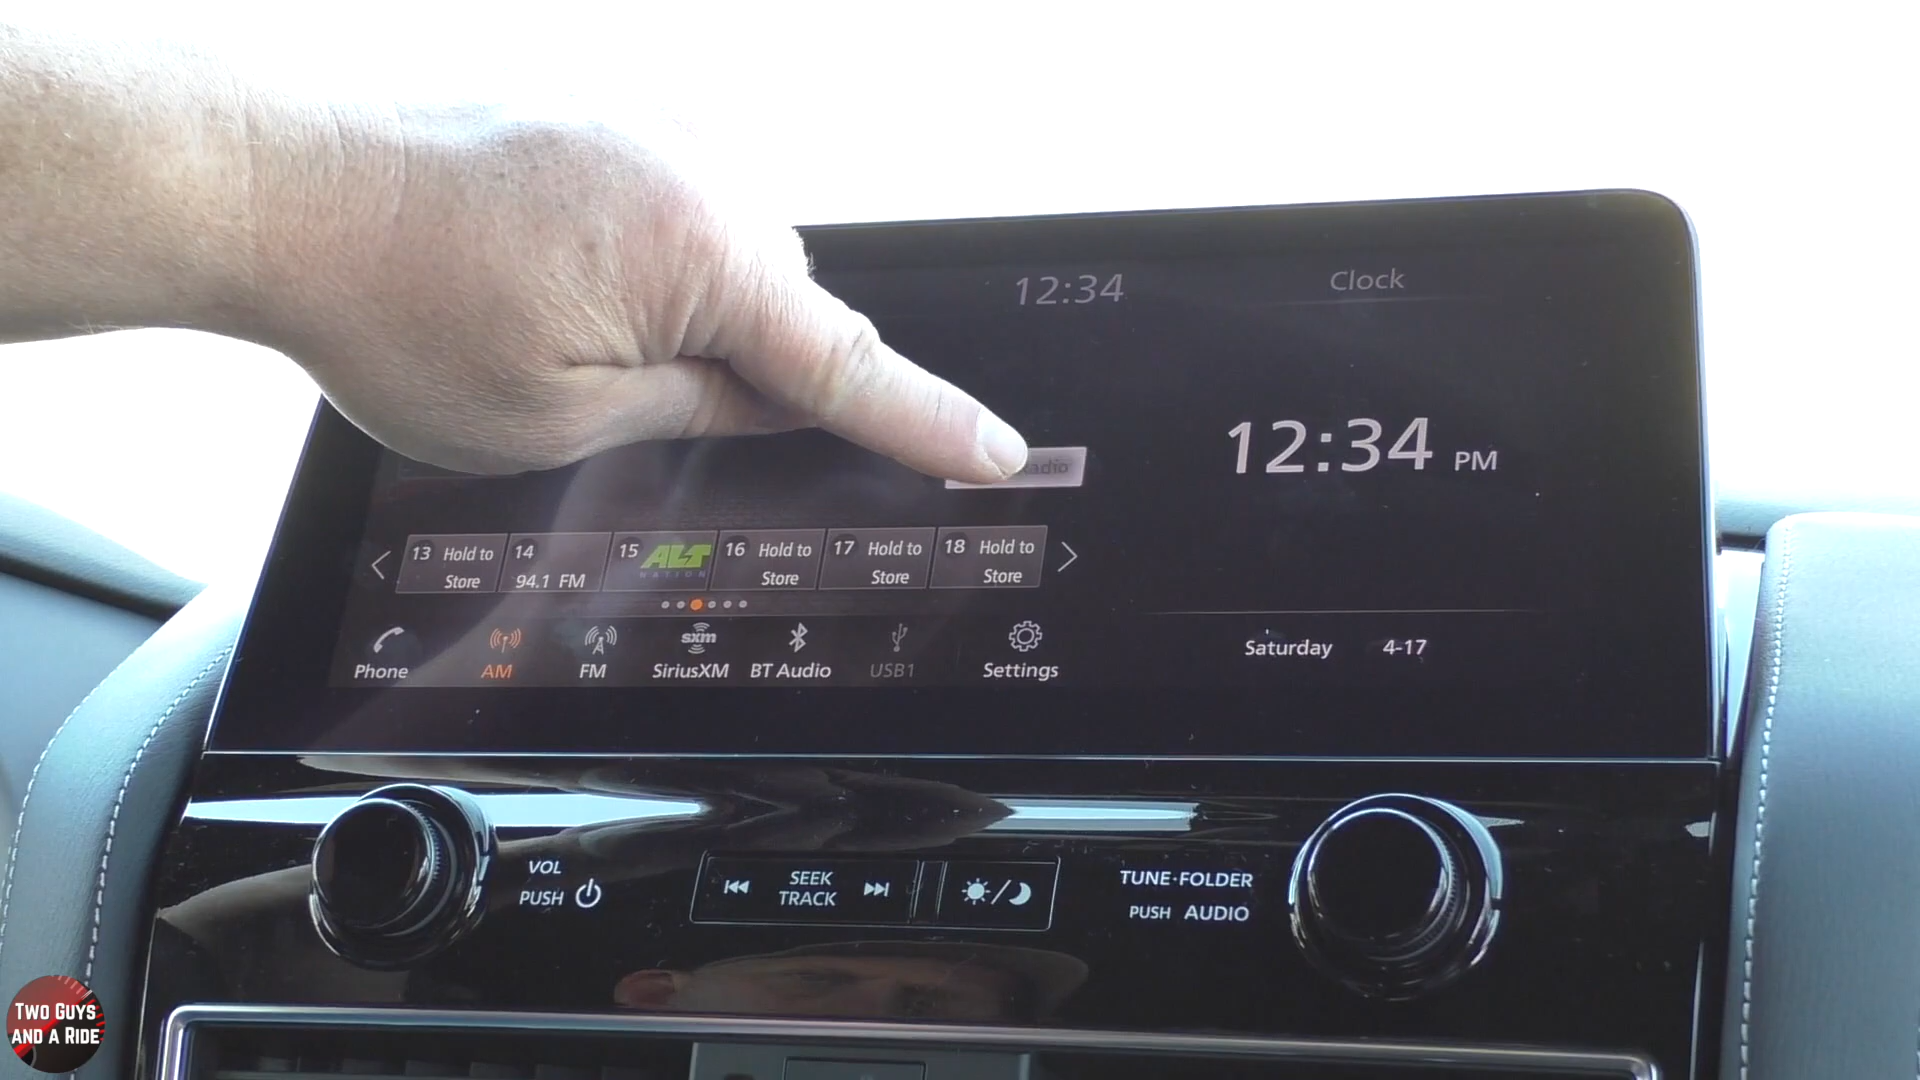 12:34
Clock
12:34 PM
13 Hold to Store
14 94.1 FM
15 ALT NATION
16 Hold to Store
17 Hold to Store
18 Hold to Store
Phone
AM
FM
sxm
SiriusXM
BT Audio
USB1
Settings
Saturday 4-17
VOL
PUSH
SEEK
TRACK
TUNE·FOLDER
PUSH AUDIO
TWO GUYS
AND A RIDE